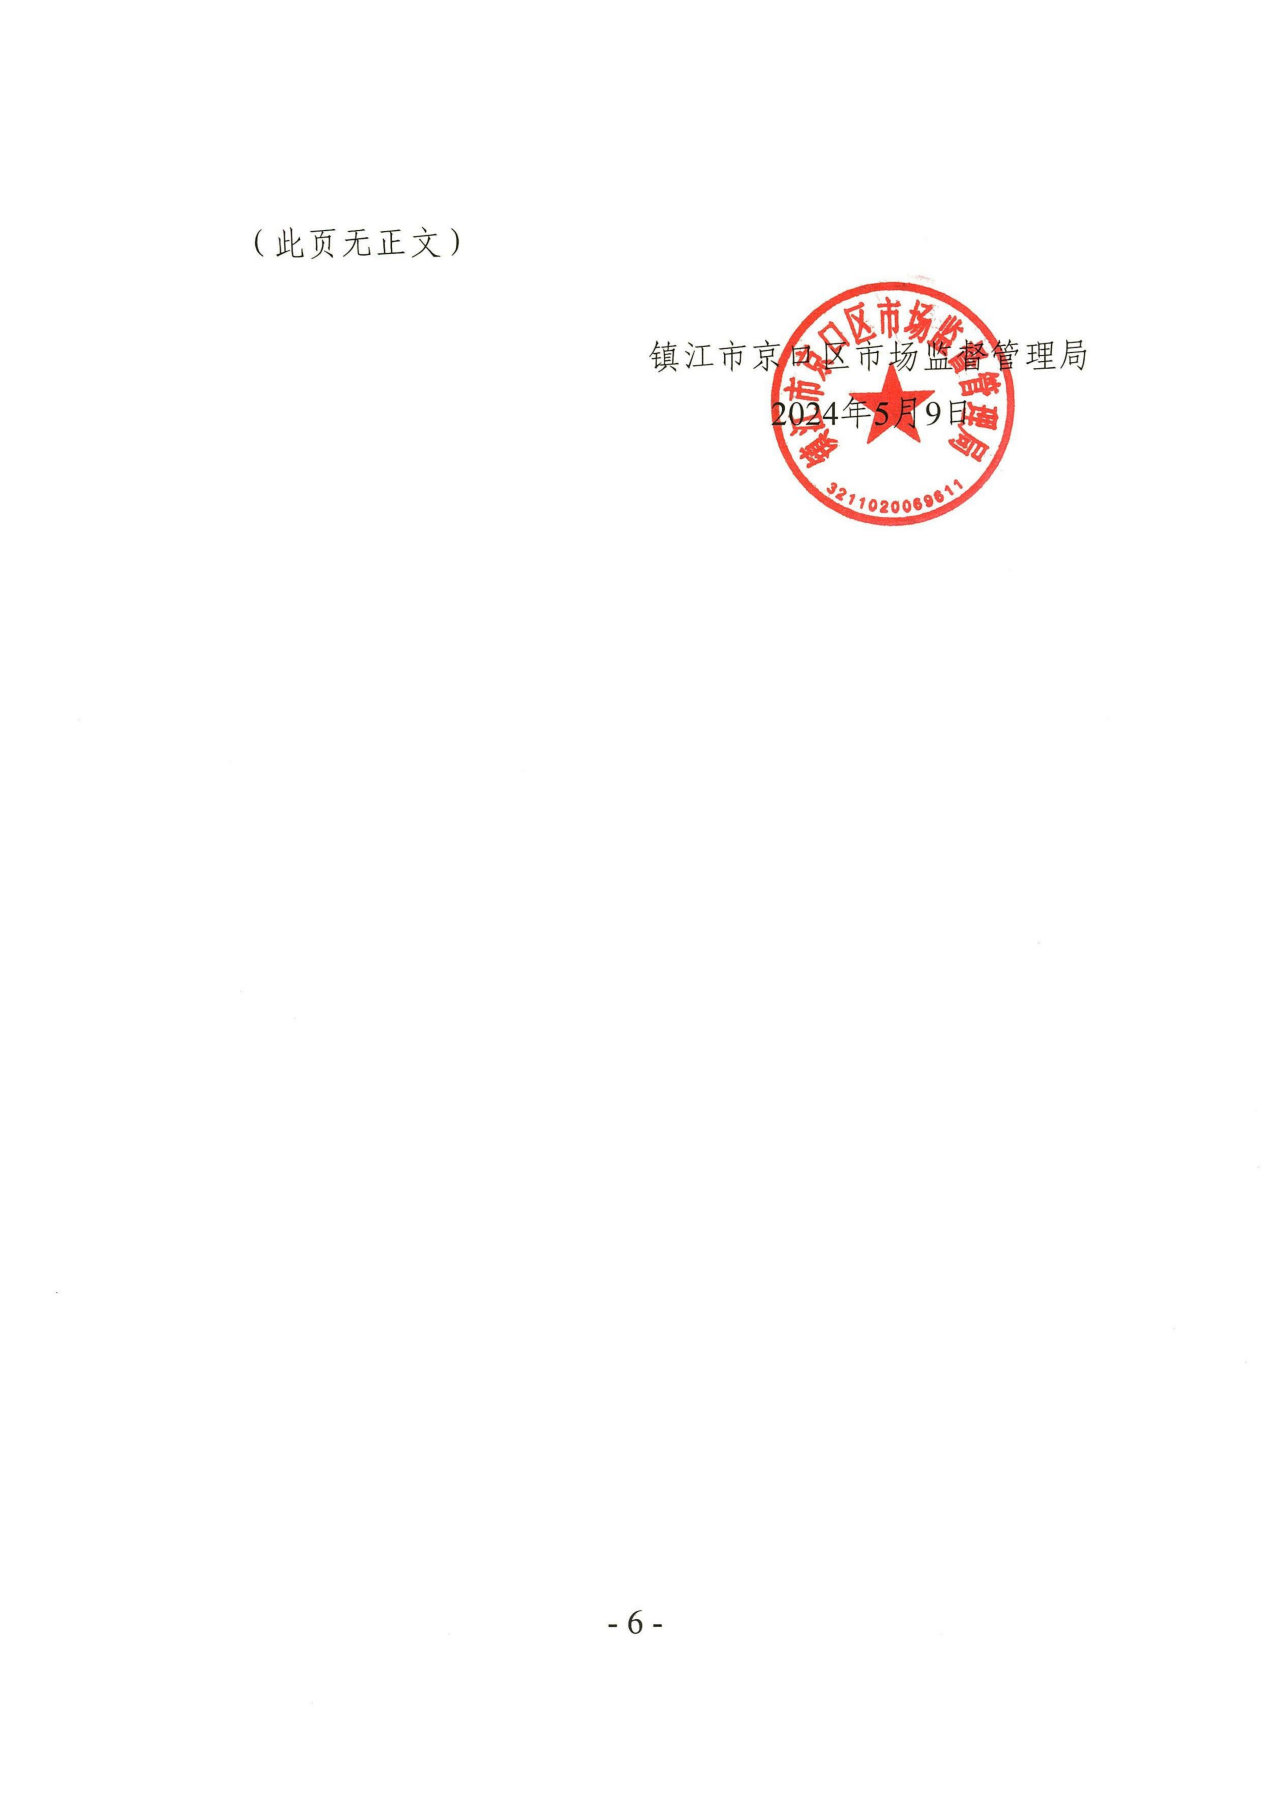 （此页无正文）
镇江市京口区市场监督管理局
2024年5月9日
镇江市京口区市场监督管理局
3211020069611
- 6 -